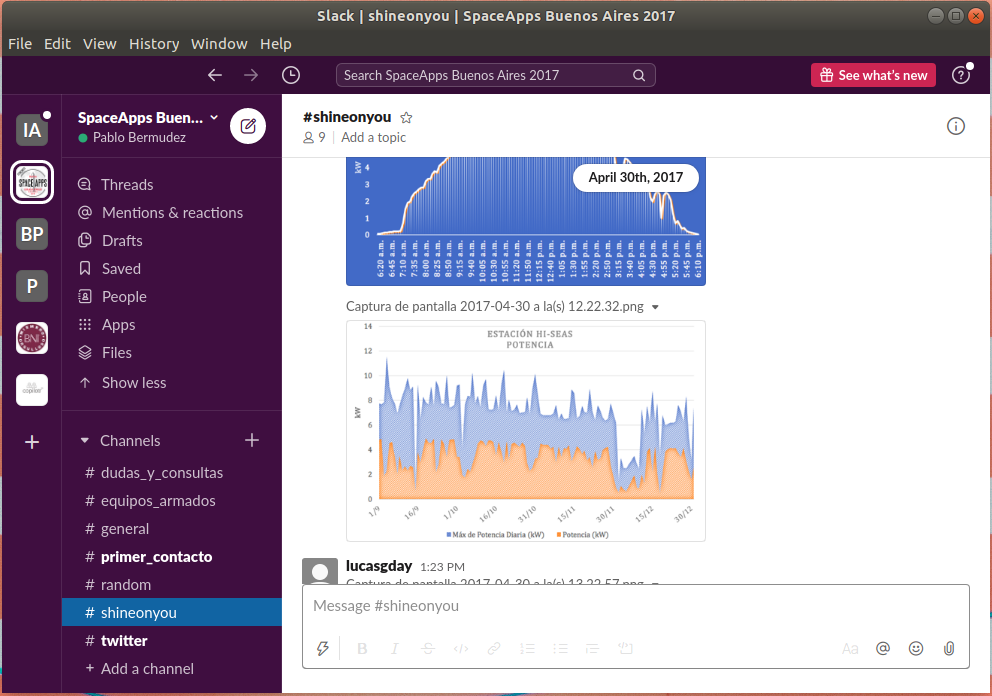 Slack | shineonyou | SpaceApps Buenos Aires 2017
File Edit View History Window Help
Search SpaceApps Buenos Aires 2017
See what's new
IA
SPACEAPPS
BP
P
BNI
SpaceApps Buen...
Pablo Bermudez
Threads
Mentions & reactions
Drafts
Saved
People
Apps
Files
Show less
Channels
# dudas_y_consultas
# equipos_armados
# general
# primer_contacto
# random
# shineonyou
# twitter
+ Add a channel
#shineonyou
9 | Add a topic
April 30th, 2017
kW
4
3
2
1
0
6:20 a.m.
6:45 a.m.
7:10 a.m.
7:35 a.m.
8:00 a.m.
8:25 a.m.
8:50 a.m.
9:15 a.m.
9:40 a.m.
10:05 a.m.
10:30 a.m.
10:55 a.m.
11:20 a.m.
11:50 a.m.
12:15 p.m.
12:40 p.m.
1:05 p.m.
1:30 p.m.
1:55 p.m.
2:20 p.m.
2:50 p.m.
3:15 p.m.
3:40 p.m.
4:05 p.m.
4:30 p.m.
4:55 p.m.
5:20 p.m.
5:45 p.m.
6:10 p.m.
Captura de pantalla 2017-04-30 a la(s) 12.22.32.png
ESTACIÓN HI-SEAS
POTENCIA
kW
14
12
10
8
6
4
2
0
1/9
16/9
1/10
16/10
31/10
15/11
30/11
15/12
30/12
Máx de Potencia Diaria (kW) Potencia (kW)
lucasgday 1:23 PM
Captura de pantalla 2017-04-30 a la(s) 13.22.57.png
Message #shineonyou
B I S </> Aa @